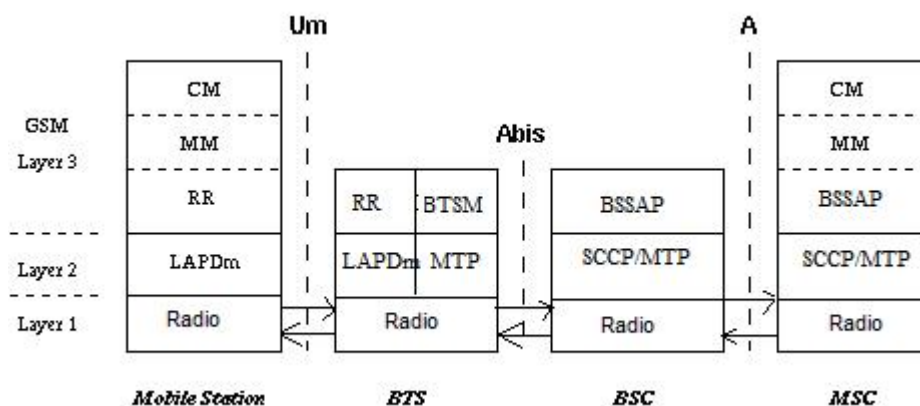 Um
A
Abis
GSM
Layer 3
Layer 2
Layer 1
CM
MM
RR
LAPDm
Radio
Mobile Station
RR
BTSM
LAPDm
MTP
Radio
BTS
BSSAP
SCCP/MTP
Radio
BSC
CM
MM
BSSAP
SCCP/MTP
Radio
MSC